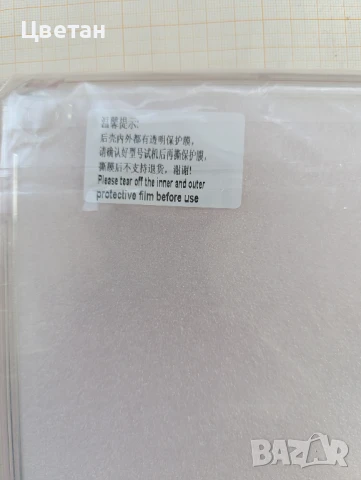 Цветан
温馨提示:
后壳内外都有透明保护膜,
请确认好型号试机后再撕保护膜,
撕膜后不支持退货, 谢谢!
Please tear off the inner and outer
protective film before use
BAZAR